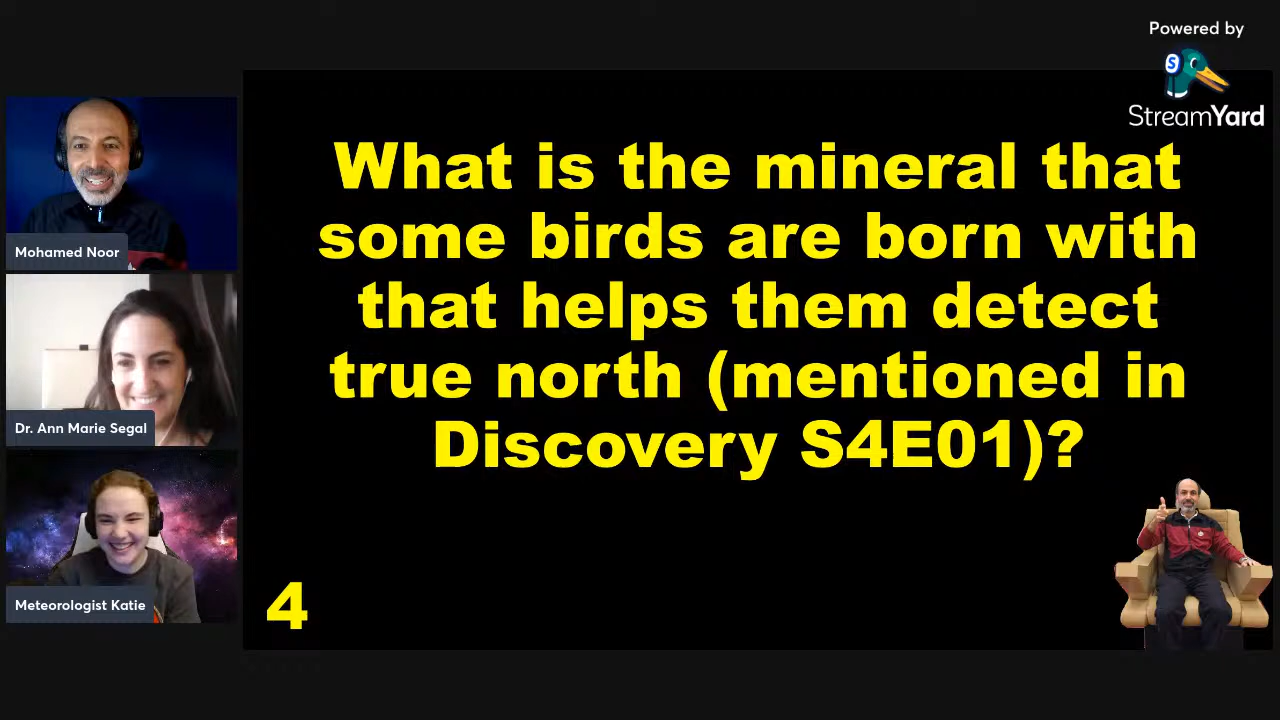 Powered by
S
StreamYard
What is the mineral that
some birds are born with
that helps them detect
true north (mentioned in
Discovery S4E01)?
4
Mohamed Noor
Dr. Ann Marie Segal
Meteorologist Katie